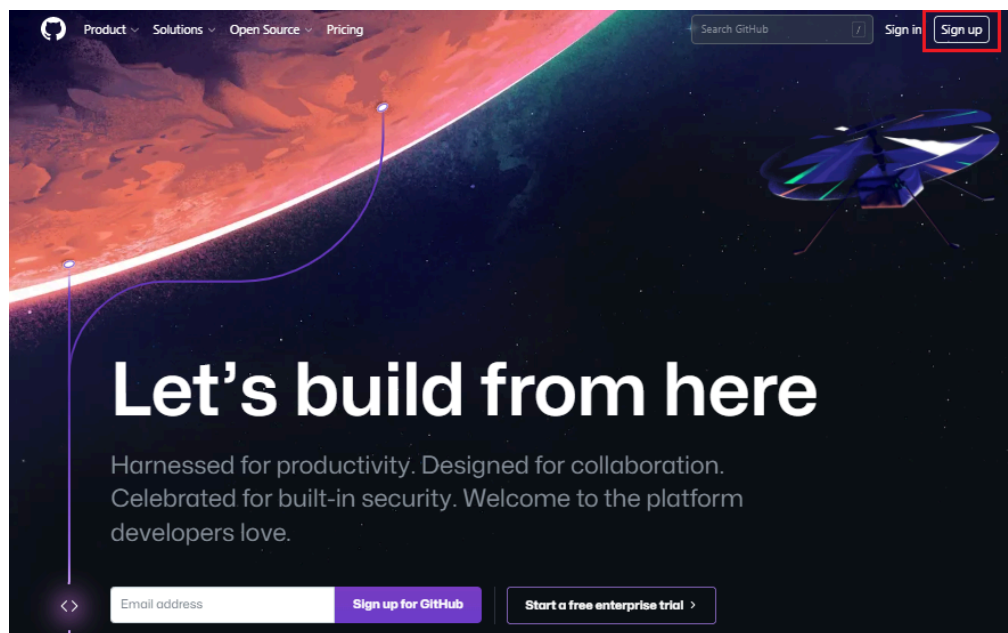 Product Solutions Open Source Pricing Search GitHub / Sign in Sign up
Let's build from here
Harnessed for productivity. Designed for collaboration.
Celebrated for built-in security. Welcome to the platform
developers love.
<> Email address Sign up for GitHub Start a free enterprise trial >